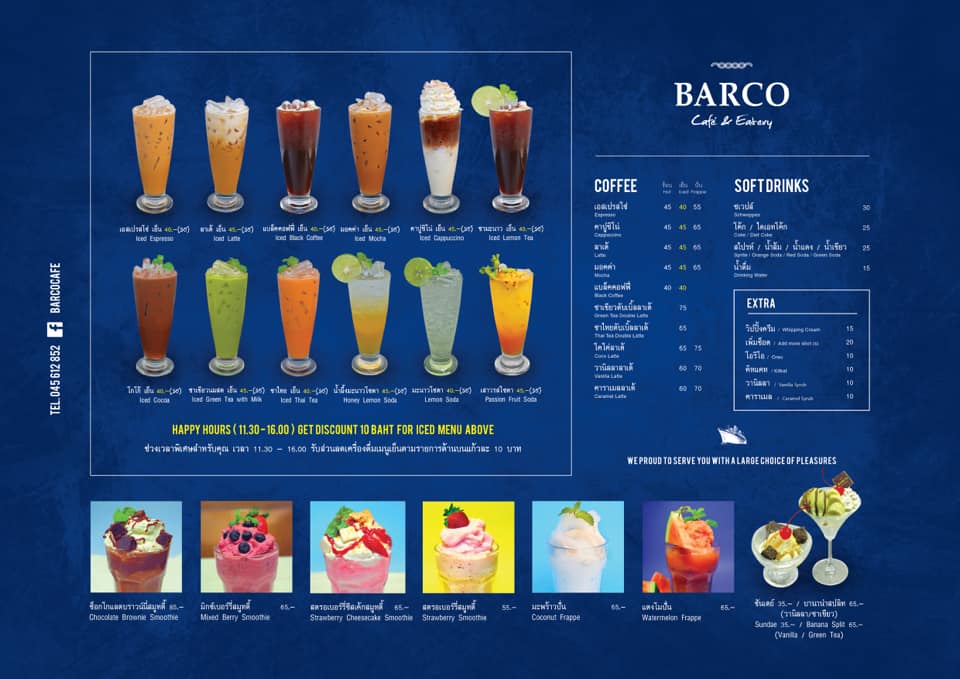 BARCO
Café & Eatery
TEL. 045 612 852 BARCOCAFE
เอสเปรสโซ่ เย็น 40.-(35)
Iced Espresso
ลาเต้ เย็น 45.-(35)
Iced Latte
แบล็คคอฟฟี่ เย็น 40.-(35)
Iced Black Coffee
มอคค่า เย็น 45.-(35)
Iced Mocha
คาปูชิโน่ เย็น 45.-(35)
Iced Cappuccino
ชามะนาว เย็น 45.-(35)
Iced Lemon Tea
โกโก้ เย็น 45.-(35)
Iced Cocoa
ชาเขียวนมสด เย็น 45.-(35)
Iced Green Tea with Milk
ชาไทย เย็น 45.-(35)
Iced Thai Tea
น้ำผึ้งมะนาวโซดา 45.-(35)
Honey Lemon Soda
มะนาวโซดา 45.-(35)
Lemon Soda
เสาวรสโซดา 45.-(35)
Passion Fruit Soda
HAPPY HOURS ( 11.30 - 16.00 ) GET DISCOUNT 10 BAHT FOR ICED MENU ABOVE
ช่วงเวลาพิเศษสำหรับคุณ เวลา 11.30 – 16.00 รับส่วนลดเครื่องดื่มเมนูเย็นตามรายการด้านบนแก้วละ 10 บาท
COFFEE ร้อน เย็น ปั่น
Hot Iced Frappe
เอสเปรสโซ่ 45 40 55
Espresso
คาปูชิโน่ 45 45 65
Cappuccino
ลาเต้ 45 45 65
Latte
มอคค่า 45 45 65
Mocha
แบล็คคอฟฟี่ 40 40
Black Coffee
ชาเขียวดับเบิ้ลลาเต้ 75
Green Tea Double Latte
ชาไทยดับเบิ้ลลาเต้ 65
Thai Tea Double Latte
โคโค่ลาเต้ 65 75
Coco Latte
วานิลลาลาเต้ 60 70
Vanilla Latte
คาราเมลลาเต้ 60 70
Caramel Latte
SOFT DRINKS
ชเวปส์ 30
Schweppes
โค้ก / ไดเอทโค้ก 25
Coke / Diet Coke
สไปรท์ / น้ำส้ม / น้ำแดง / น้ำเขียว 25
Sprite / Orange Soda / Red Soda / Green Soda
น้ำดื่ม 15
Drinking Water
EXTRA
วิปปิ้งครีม / Whipping Cream 15
เพิ่มช็อต / Add more shot (s) 20
โอริโอ / Oreo 10
คิทแคท / Kitkat 10
วานิลลา / Vanilla Syrub 10
คาราเมล / Caramel Syrub 10
WE PROUD TO SERVE YOU WITH A LARGE CHOICE OF PLEASURES
ช็อกโกแลตบราวน์นี่สมูทตี้ 85.-
Chocolate Brownie Smoothie
มิกซ์เบอร์รี่สมูทตี้ 65.-
Mixed Berry Smoothie
สตรอเบอร์รี่ชีสเค้กสมูทตี้ 65.-
Strawberry Cheesecake Smoothie
สตรอเบอร์รี่สมูทตี้ 55.-
Strawberry Smoothie
มะพร้าวปั่น 65.-
Coconut Frappe
แตงโมปั่น 65.-
Watermelon Frappe
ซันเดย์ 35.- / บานาน่าสปลิท 65.-
(วานิลลา/ชาเขียว)
Sundae 35.- / Banana Split 65.-
(Vanilla / Green Tea)